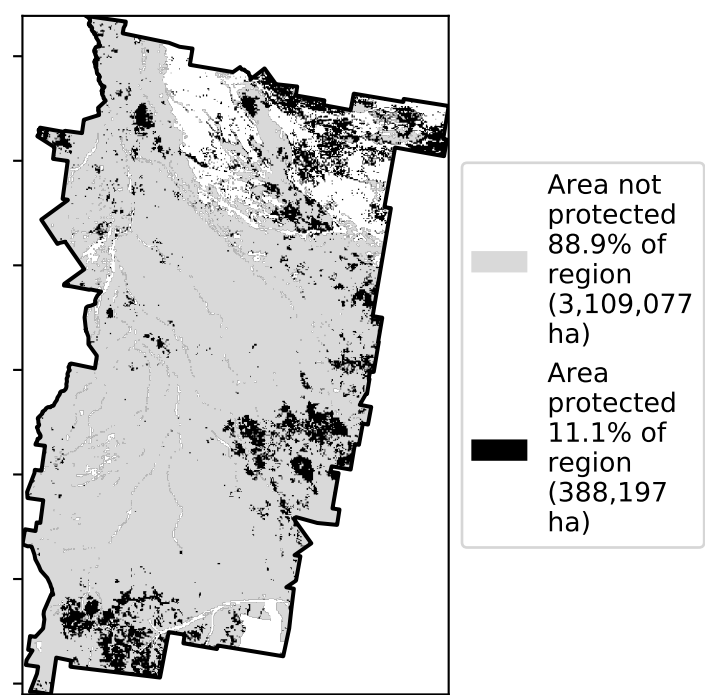 Area not
protected
88.9% of
region
(3,109,077
ha)
Area
protected
11.1% of
region
(388,197
ha)